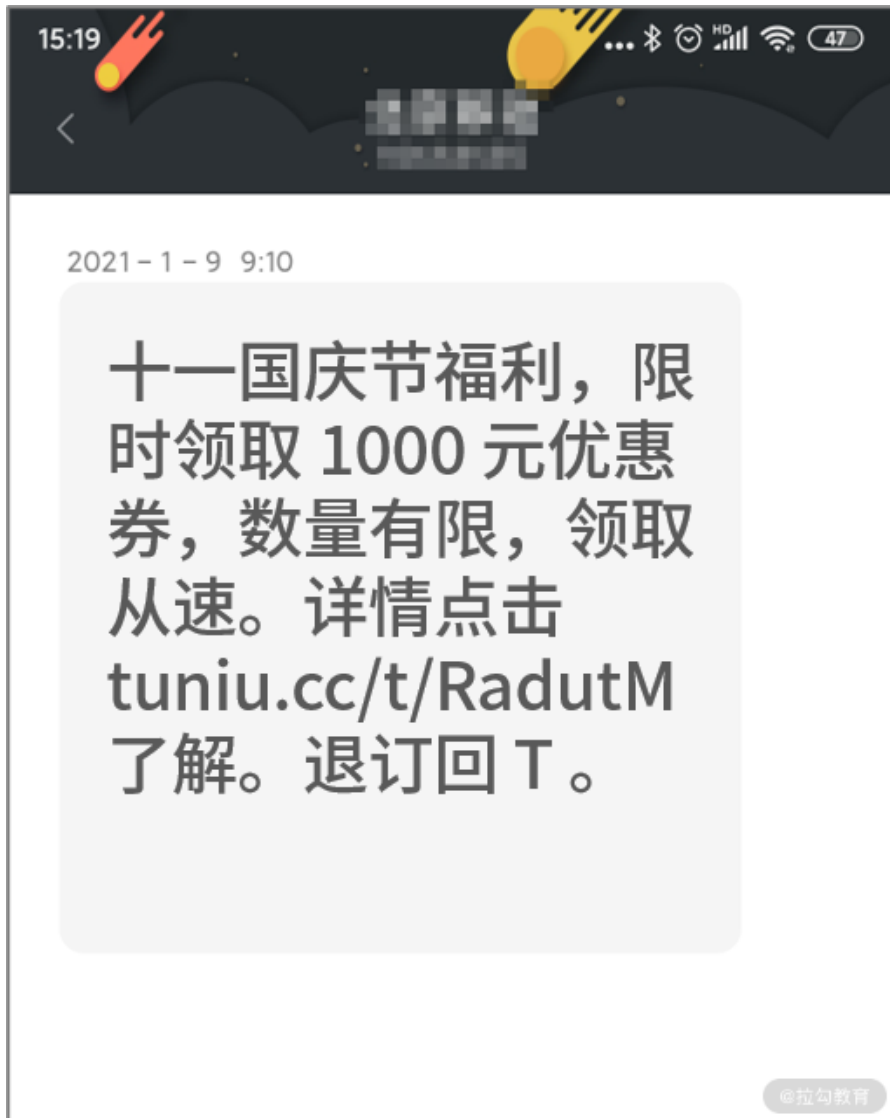 15:19
HD
47
2021-1-9 9:10
十一国庆节福利，限
时领取 1000 元优惠
券，数量有限，领取
从速。详情点击
tuniu.cc/t/RadutM
了解。退订回 T 。
@拉勾教育